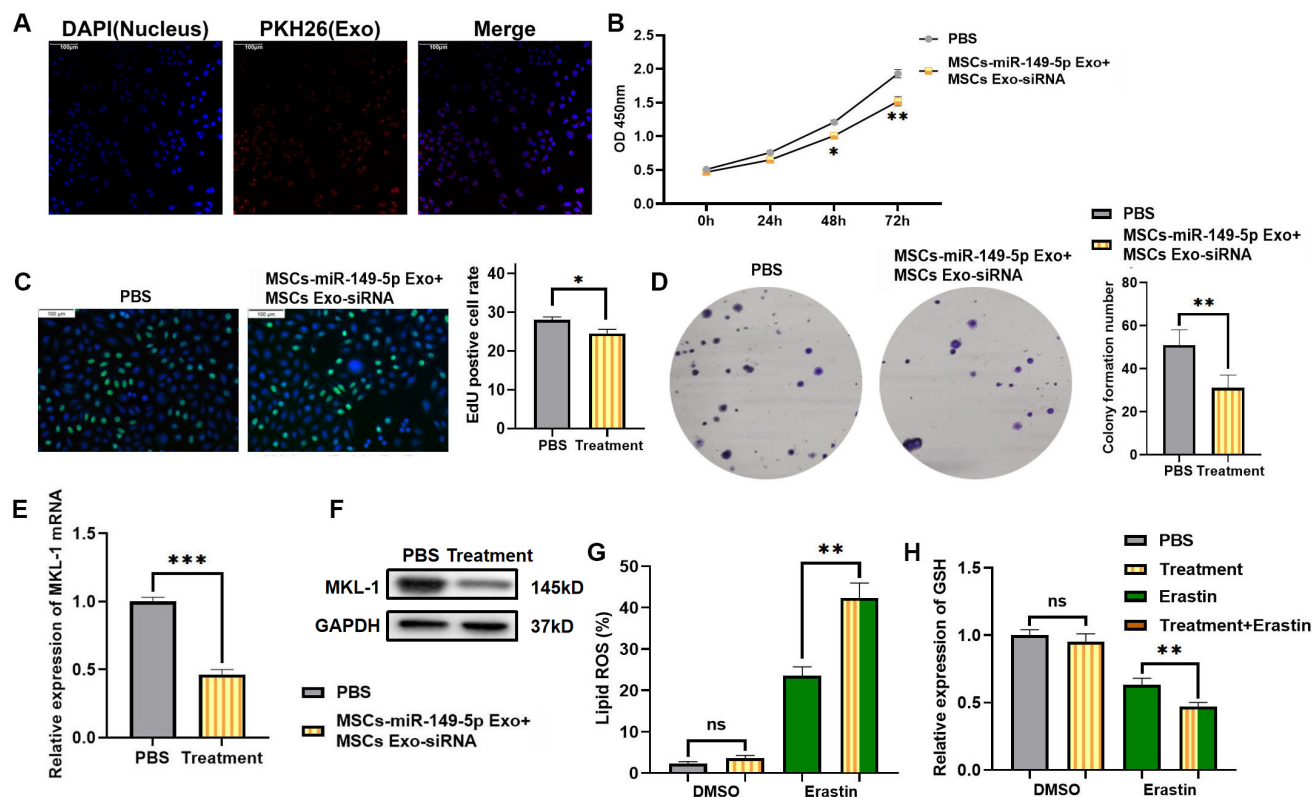 A
DAPI(Nucleus)
PKH26(Exo)
Merge
100μm
100μm
100μm
B
OD 450nm
2.5
2.0
1.5
1.0
0.5
0.0
0h
24h
48h
72h
*
**
PBS
MSCs-miR-149-5p Exo+
MSCs Exo-siRNA
C
PBS
MSCs-miR-149-5p Exo+
MSCs Exo-siRNA
100 μm
100 μm
EdU postive cell rate
40
30
20
10
0
*
PBS
Treatment
D
PBS
MSCs-miR-149-5p Exo+
MSCs Exo-siRNA
PBS
MSCs-miR-149-5p Exo+
MSCs Exo-siRNA
Colony formation number
80
60
40
20
0
**
PBS Treatment
E
Relative expression of MKL-1 mRNA
1.5
1.0
0.5
0.0
***
PBS
Treatment
F
PBS Treatment
MKL-1
145kD
GAPDH
37kD
PBS
MSCs-miR-149-5p Exo+
MSCs Exo-siRNA
G
Lipid ROS (%)
50
40
30
20
10
0
ns
**
DMSO
Erastin
H
Relative expression of GSH
1.5
1.0
0.5
0.0
ns
**
DMSO
Erastin
PBS
Treatment
Erastin
Treatment+Erastin